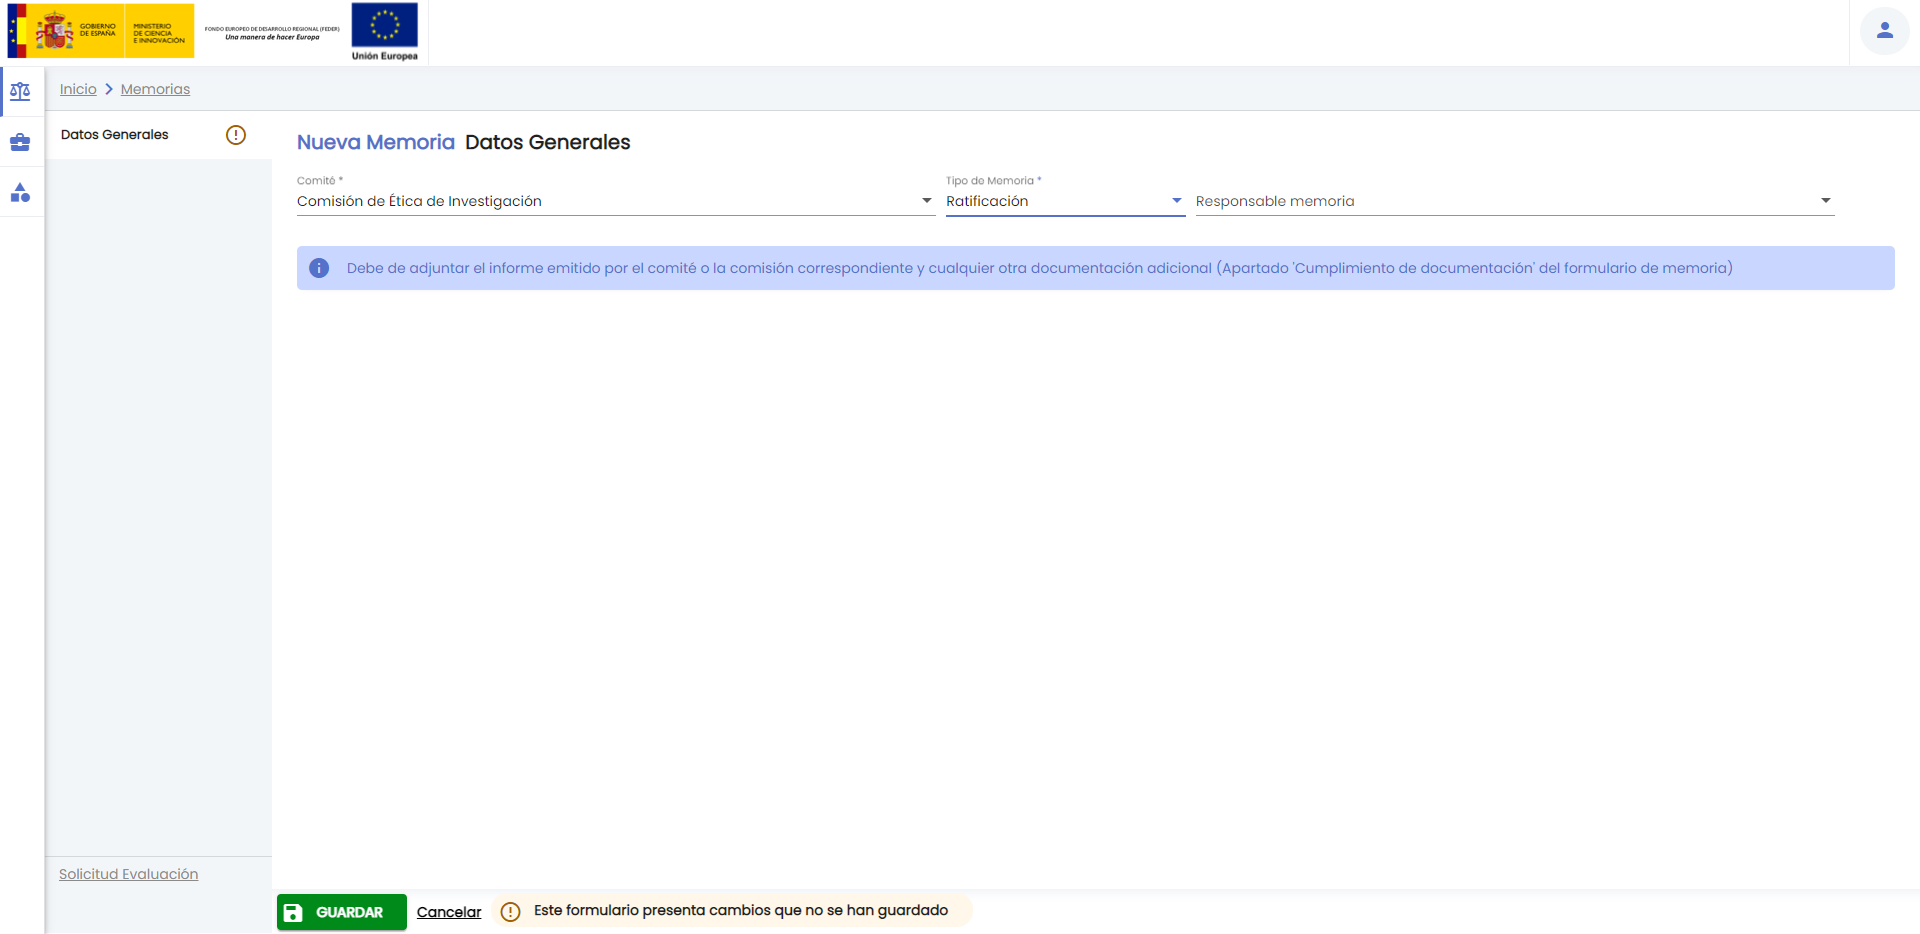 GOBIERNO
DE ESPAÑA
MINISTERIO
DE CIENCIA
E INNOVACIÓN
FONDO EUROPEO DE DESARROLLO REGIONAL (FEDER)
Una manera de hacer Europa
Unión Europea
Inicio
Memorias
Datos Generales
Nueva Memoria Datos Generales
Comité *
Comisión de Ética de Investigación
Tipo de Memoria *
Ratificación
Responsable memoria
Debe de adjuntar el informe emitido por el comité o la comisión correspondiente y cualquier otra documentación adicional (Apartado 'Cumplimiento de documentación' del formulario de memoria)
Solicitud Evaluación
GUARDAR
Cancelar
Este formulario presenta cambios que no se han guardado